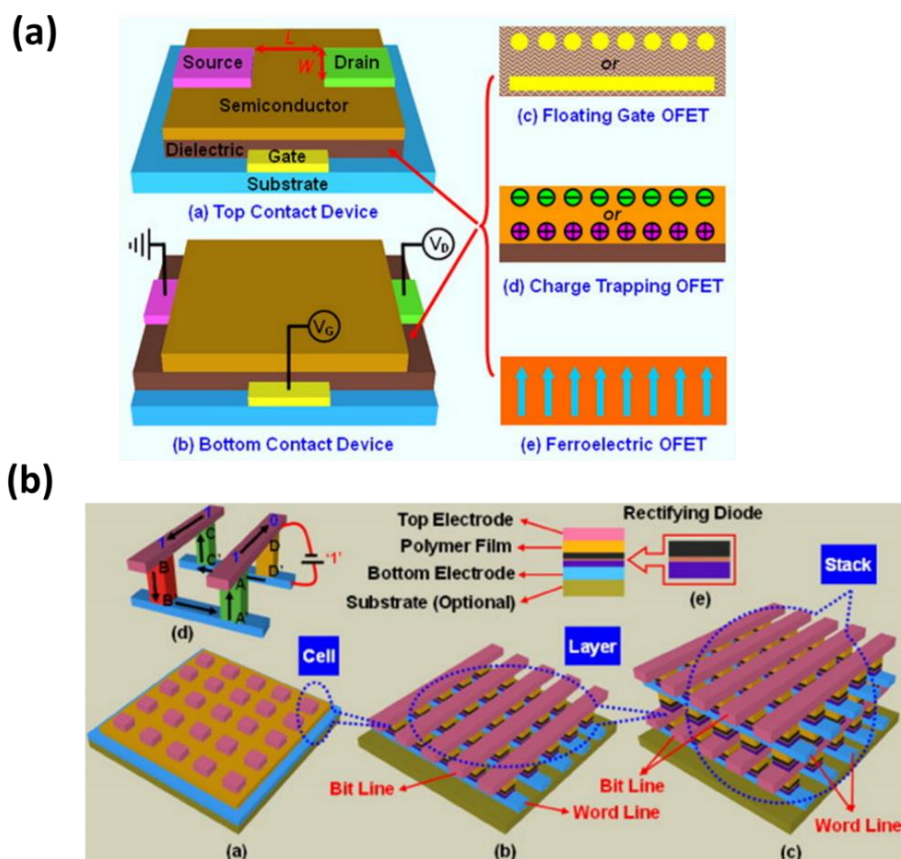 (a)
L
Source
W
Drain
Semiconductor
Dielectric
Gate
Substrate
(a) Top Contact Device
V_D
V_G
(b) Bottom Contact Device
or
(c) Floating Gate OFET
or
(d) Charge Trapping OFET
(e) Ferroelectric OFET
(b)
1 1 0
1
C D
C' D'
B A
B' A'
'1'
(d)
Top Electrode
Polymer Film
Bottom Electrode
Substrate (Optional)
Rectifying Diode
(e)
Stack
Cell
Layer
Bit Line
Word Line
Bit Line
Word Line
(a) (b) (c)